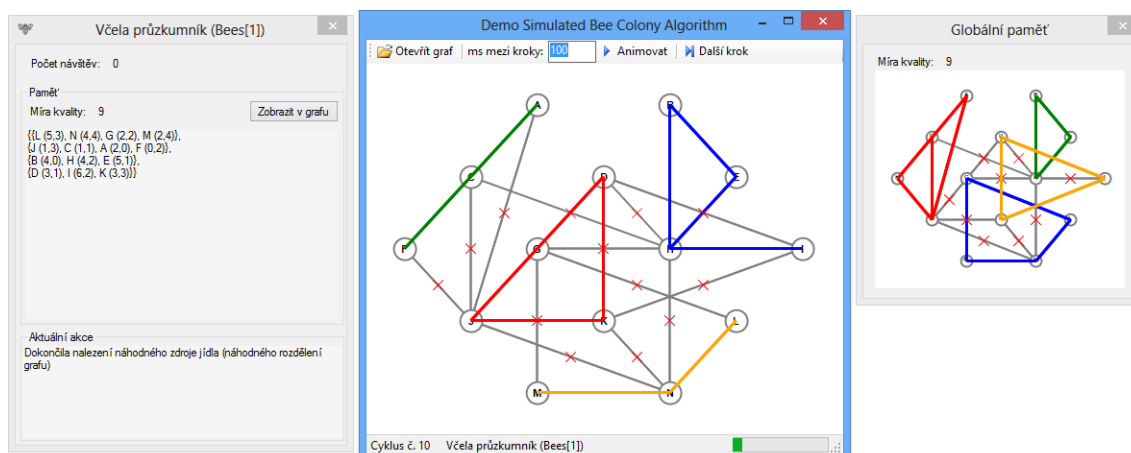 Včela průzkumník (Bees[1])
Počet návštěv: 0
Paměť
Míra kvality: 9
Zobrazit v grafu
{{L (5,3), N (4,4), G (2,2), M (2,4)},
{J (1,3), C (1,1), A (2,0), F (0,2)},
{B (4,0), H (4,2), E (5,1)},
{D (3,1), I (6,2), K (3,3)}}
Aktuální akce
Dokončila nalezení náhodného zdroje jídla (náhodného rozdělení
grafu)
Demo Simulated Bee Colony Algorithm
Otevřít graf ms mezi kroky: 100 Animovat Další krok
A B
C D E
F G H I
J K L
M N
Cyklus č. 10 Včela průzkumník (Bees[1])
Globální paměť
Míra kvality: 9